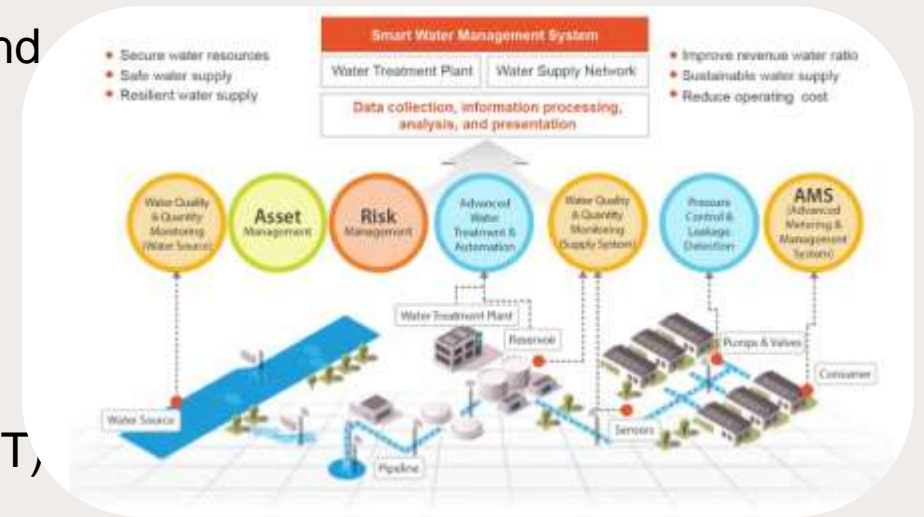 nd
T)
Smart Water Management System
Water Treatment Plant
Water Supply Network
Data collection, information processing,
analysis, and presentation
Secure water resources
Safe water supply
Resilient water supply
Improve revenue water ratio
Sustainable water supply
Reduce operating cost
Water Quality
& Quantity
Monitoring
(Water Source)
Asset
Management
Risk
Management
Advanced
Water
Treatment &
Automation
Water Quality
& Quantity
Monitoring
(Supply System)
Pressure
Control &
Leakage
Detection
AMS
(Advanced
Metering &
Management
System)
Water Treatment Plant
Reservoir
Pumps & Valves
Consumer
Water Source
Sensors
Pipeline